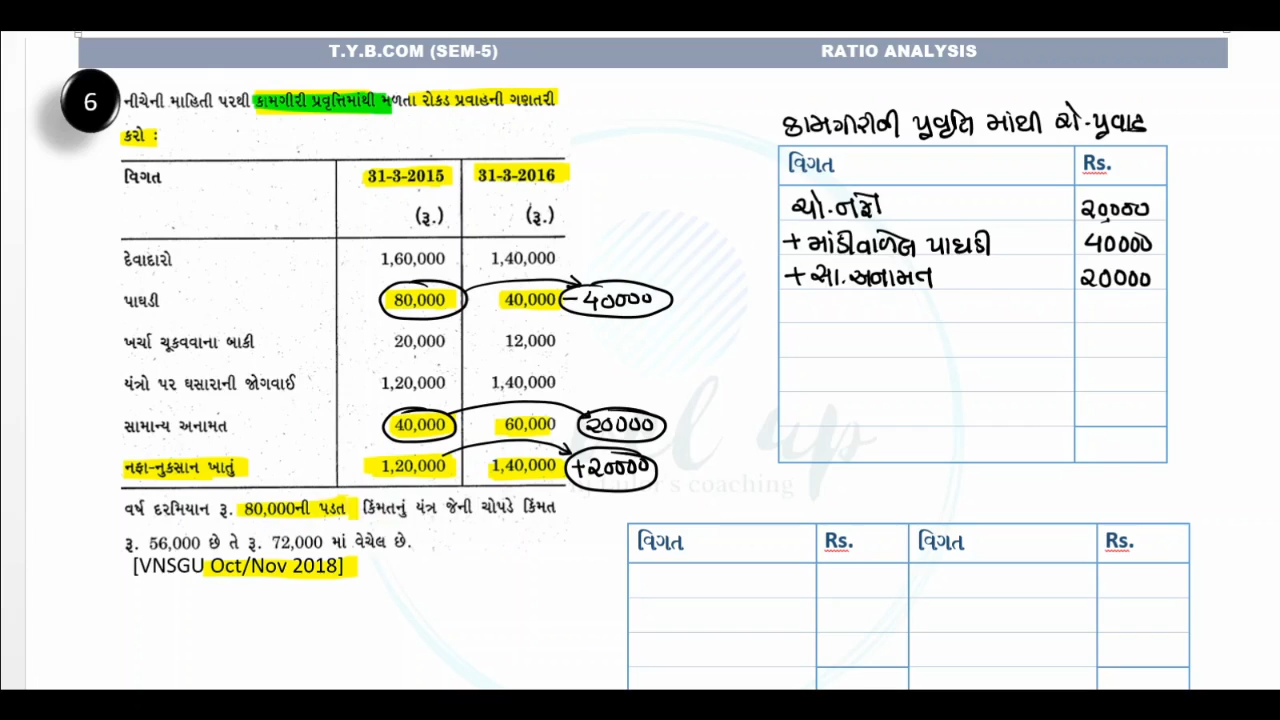 T.Y.B.COM (SEM-5) RATIO ANALYSIS
6
નીચેની માહિતી પરથી કામગીરી પ્રવૃત્તિમાંથી મળતા રોકડ પ્રવાહની ગણતરી
કરો :
વિગત 31-3-2015 31-3-2016
(રૂ.) (રૂ.)
દેવાદારો 1,60,000 1,40,000
પાઘડી 80,000 40,000 - 40000
ખર્ચા ચૂકવવાના બાકી 20,000 12,000
યંત્રો પર ઘસારાની જોગવાઈ 1,20,000 1,40,000
સામાન્ય અનામત 40,000 60,000 20000
નફા-નુકસાન ખાતું 1,20,000 1,40,000 +20000
વર્ષ દરમિયાન રૂ. 80,000ની પડત કિંમતનું યંત્ર જેની ચોપડે કિંમત
રૂ. 56,000 છે તે રૂ. 72,000 માં વેચેલ છે.
[VNSGU Oct/Nov 2018]
કામગીરીની પ્રવૃતિ માંથી રો.પ્રવાહ
વિગત Rs.
ચો.નફો 20,000
+ માંડીવાળેલ પાઘડી 40000
+ સા.અનામત 20000
વિગત Rs. વિગત Rs.
's coaching